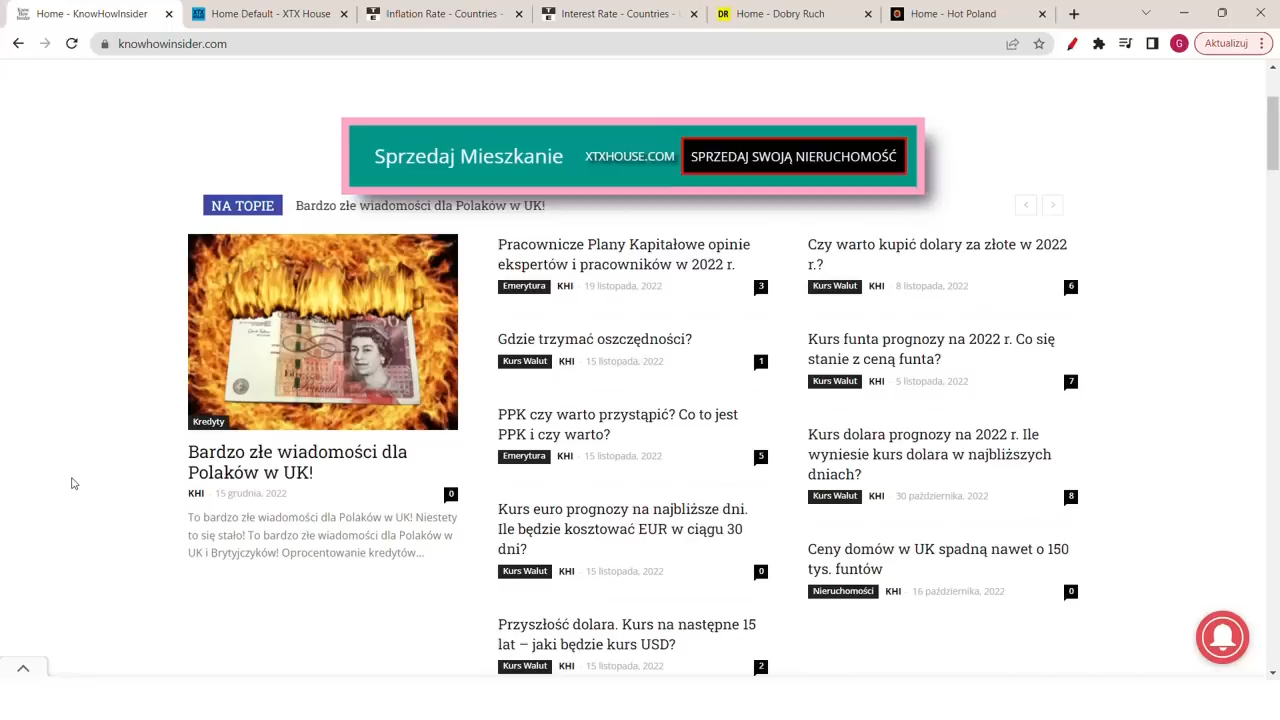 Home - KnowHowInsider
Home Default - XTX House
Inflation Rate - Countries -
Interest Rate - Countries -
Home - Dobry Ruch
Home - Hot Poland
knowhowinsider.com
G
Aktualizuj
Sprzedaj Mieszkanie
XTXHOUSE.COM
SPRZEDAJ SWOJĄ NIERUCHOMOŚĆ
NA TOPIE
Bardzo złe wiadomości dla Polaków w UK!
Kredyty
Bardzo złe wiadomości dla
Polaków w UK!
KHI - 15 grudnia, 2022
0
To bardzo złe wiadomości dla Polaków w UK! Niestety
to się stało! To bardzo złe wiadomości dla Polaków w
UK i Brytyjczyków! Oprocentowanie kredytów...
Pracownicze Plany Kapitałowe opinie
ekspertów i pracowników w 2022 r.
Emerytura KHI - 19 listopada, 2022
3
Gdzie trzymać oszczędności?
Kurs Walut KHI - 15 listopada, 2022
1
PPK czy warto przystąpić? Co to jest
PPK i czy warto?
Emerytura KHI - 15 listopada, 2022
5
Kurs euro prognozy na najbliższe dni.
Ile będzie kosztować EUR w ciągu 30
dni?
Kurs Walut KHI - 15 listopada, 2022
0
Przyszłość dolara. Kurs na następne 15
lat – jaki będzie kurs USD?
Kurs Walut KHI - 15 listopada, 2022
2
Czy warto kupić dolary za złote w 2022
r.?
Kurs Walut KHI - 8 listopada, 2022
6
Kurs funta prognozy na 2022 r. Co się
stanie z ceną funta?
Kurs Walut KHI - 5 listopada, 2022
7
Kurs dolara prognozy na 2022 r. Ile
wyniesie kurs dolara w najbliższych
dniach?
Kurs Walut KHI - 30 października, 2022
8
Ceny domów w UK spadną nawet o 150
tys. funtów
Nieruchomości KHI - 16 października, 2022
0